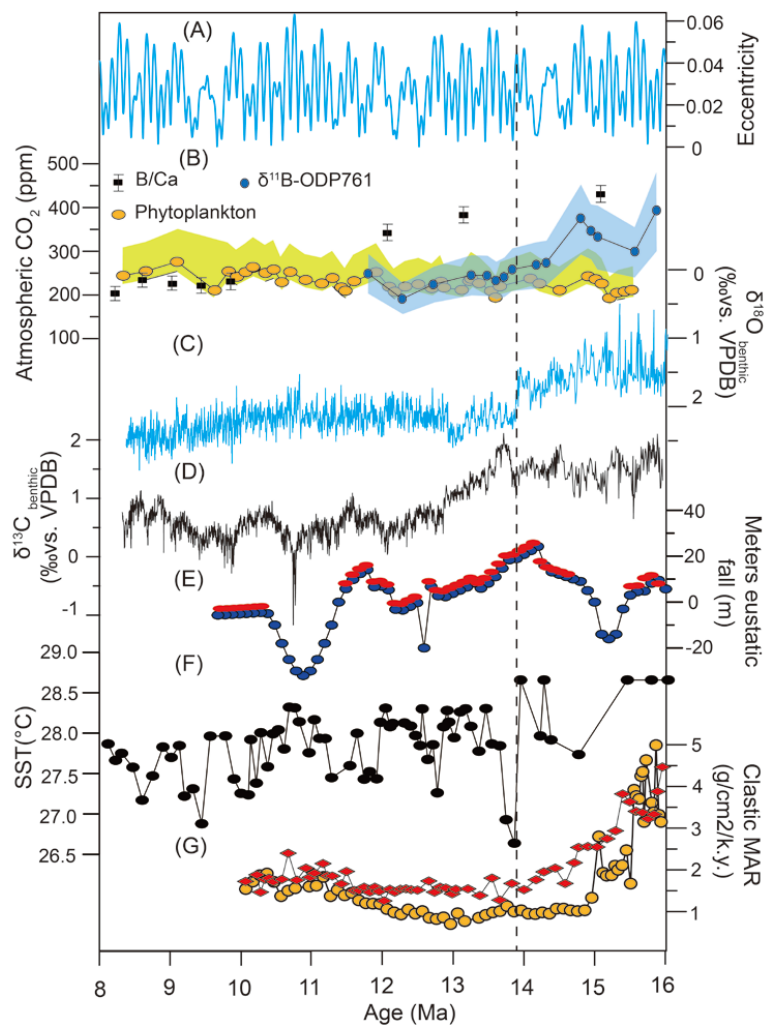 (A)
0.06
0.04
0.02
0
Eccentricity
(B)
500
400
300
200
100
Atmospheric CO2 (ppm)
B/Ca
δ11B-ODP761
Phytoplankton
0
1
2
δ18O benthic
(‰vs. VPDB)
(C)
(D)
2
1
0
-1
δ13C benthic
(‰vs. VPDB)
(E)
40
20
0
-20
Meters eustatic
fall (m)
(F)
29.0
28.5
28.0
27.5
27.0
26.5
SST(°C)
(G)
5
4
3
2
1
Clastic MAR
(g/cm2/k.y.)
8 9 10 11 12 13 14 15 16
Age (Ma)